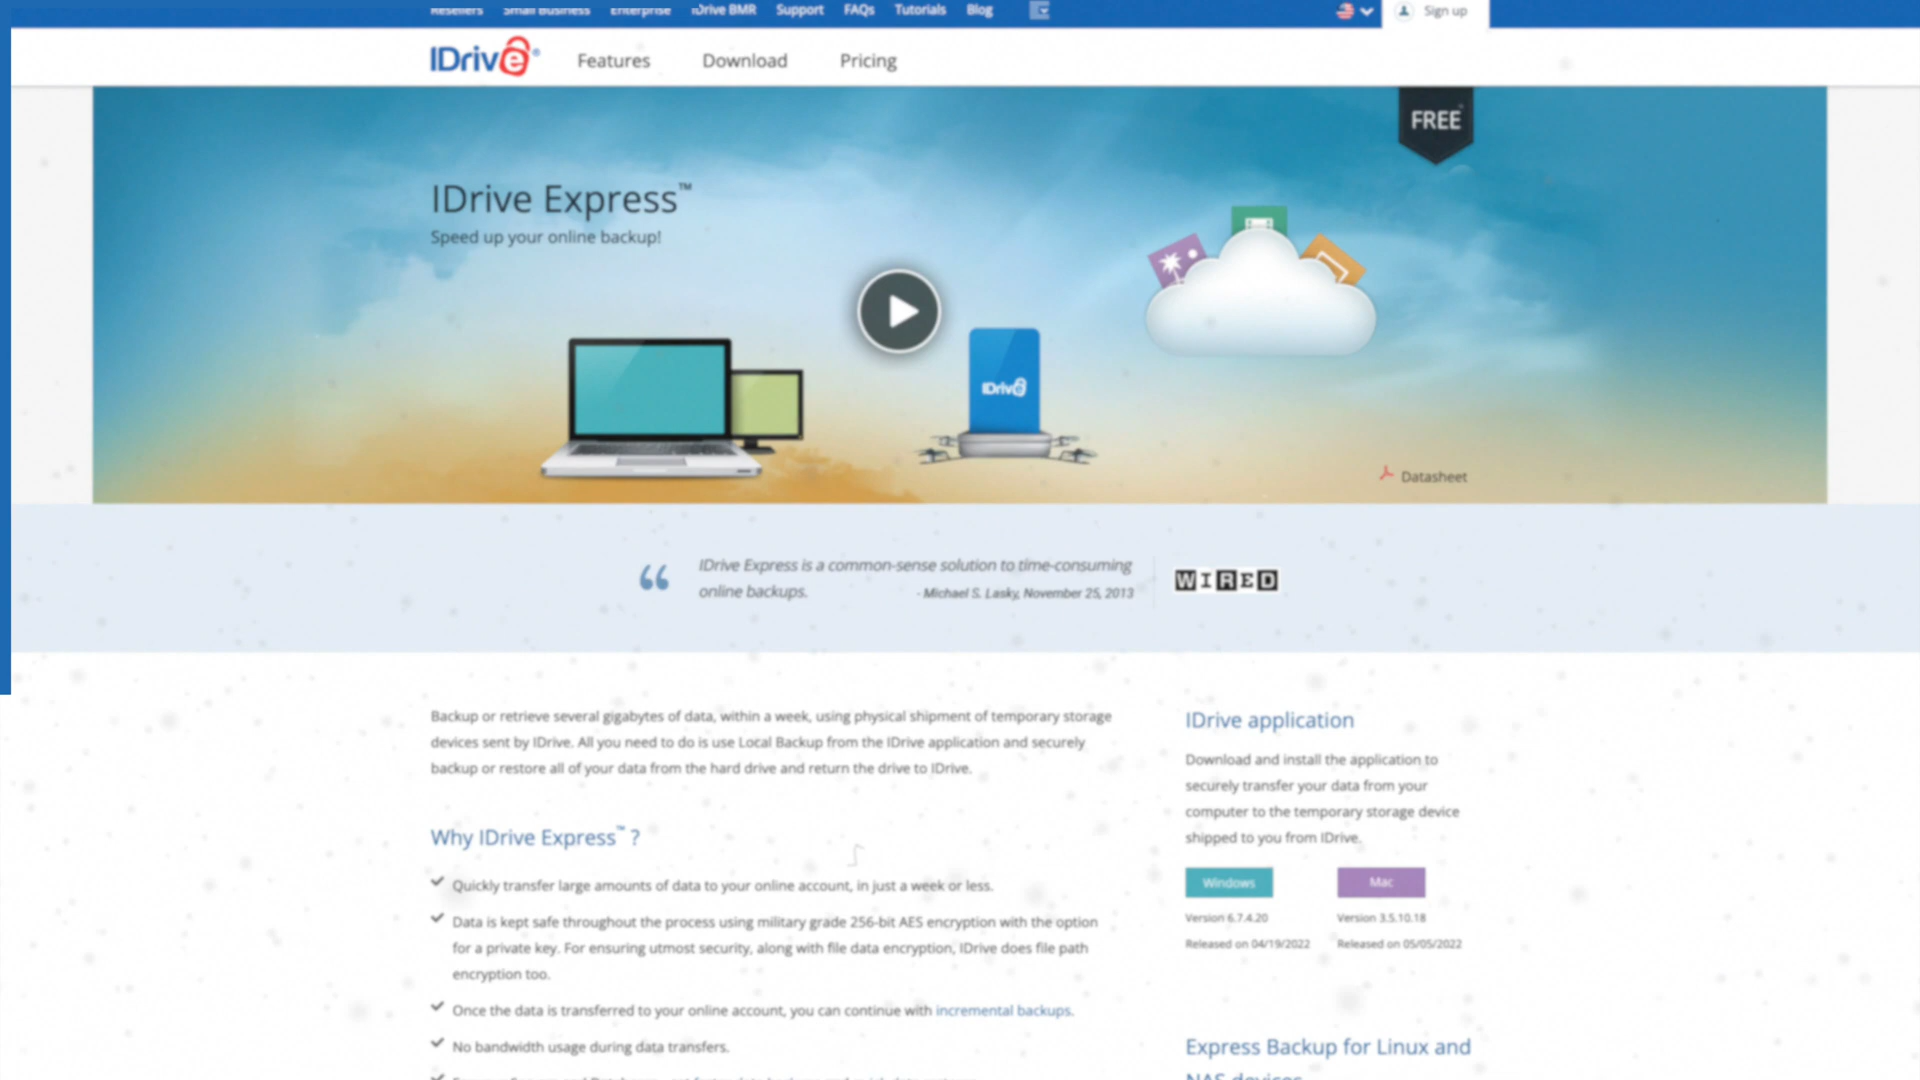 Resellers Small Business Enterprise IDrive BMR Support FAQs Tutorials Blog Sign up
IDrive® Features Download Pricing
FREE
IDrive Express™
Speed up your online backup!
IDrive
Datasheet
“ IDrive Express is a common-sense solution to time-consuming
online backups. - Michael S. Lasky, November 25, 2013
WIRED
Backup or retrieve several gigabytes of data, within a week, using physical shipment of temporary storage
devices sent by IDrive. All you need to do is use Local Backup from the IDrive application and securely
backup or restore all of your data from the hard drive and return the drive to IDrive.
Why IDrive Express™ ?
Quickly transfer large amounts of data to your online account, in just a week or less.
Data is kept safe throughout the process using military grade 256-bit AES encryption with the option
for a private key. For ensuring utmost security, along with file data encryption, IDrive does file path
encryption too.
Once the data is transferred to your online account, you can continue with incremental backups.
No bandwidth usage during data transfers.
IDrive application
Download and install the application to
securely transfer your data from your
computer to the temporary storage device
shipped to you from IDrive.
Windows Mac
Version 6.7.4.20 Version 3.5.10.18
Released on 04/19/2022 Released on 05/05/2022
Express Backup for Linux and
NAS devices